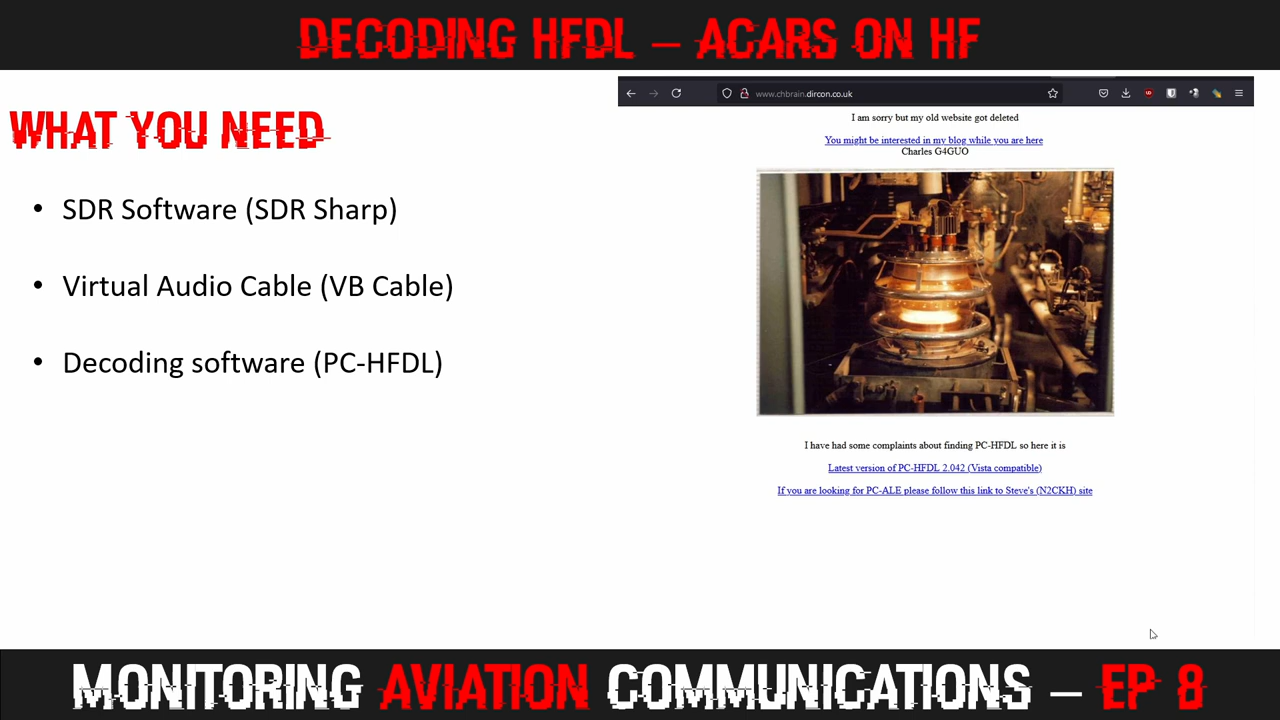 DECODING HFDL – ACARS ON HF
WHAT YOU NEED
• SDR Software (SDR Sharp)
• Virtual Audio Cable (VB Cable)
• Decoding software (PC-HFDL)
www.chbrain.dircon.co.uk
I am sorry but my old website got deleted
You might be interested in my blog while you are here
Charles G4GUO
I have had some complaints about finding PC-HFDL so here it is
Latest version of PC-HFDL 2.042 (Vista compatible)
If you are looking for PC-ALE please follow this link to Steve's (N2CKH) site
MONITORING AVIATION COMMUNICATIONS – EP 8